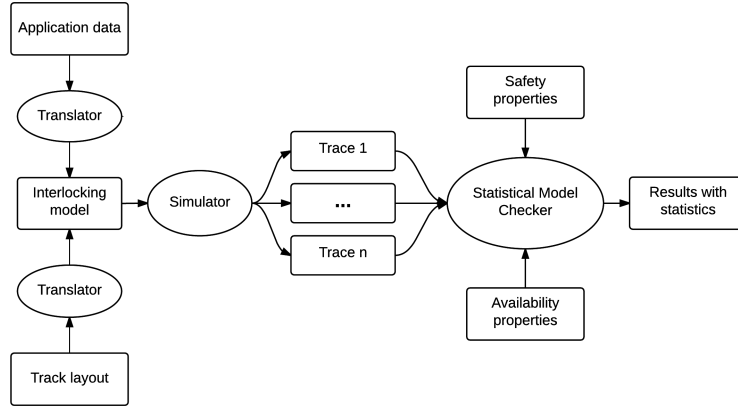 Application data
Translator
Interlocking
model
Translator
Track layout
Simulator
Trace 1
...
Trace n
Safety
properties
Statistical Model
Checker
Availability
properties
Results with
statistics